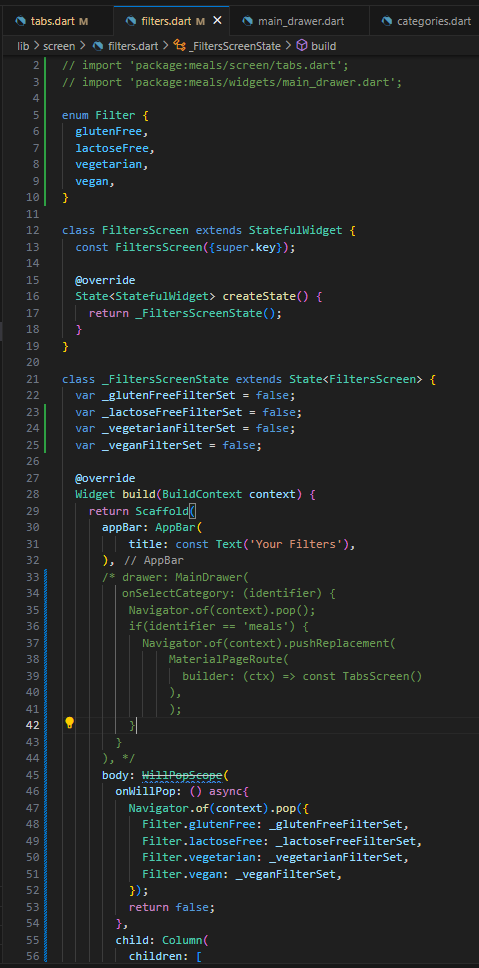 tabs.dart M
filters.dart M
main_drawer.dart
categories.dart
lib > screen > filters.dart > _FiltersScreenState > build
2 // import 'package:meals/screen/tabs.dart';
3 // import 'package:meals/widgets/main_drawer.dart';
4
5 enum Filter {
6 glutenFree,
7 lactoseFree,
8 vegetarian,
9 vegan,
10 }
11
12 class FiltersScreen extends StatefulWidget {
13 const FiltersScreen({super.key});
14
15 @override
16 State<StatefulWidget> createState() {
17 return _FiltersScreenState();
18 }
19 }
20
21 class _FiltersScreenState extends State<FiltersScreen> {
22 var _glutenFreeFilterSet = false;
23 var _lactoseFreeFilterSet = false;
24 var _vegetarianFilterSet = false;
25 var _veganFilterSet = false;
26
27 @override
28 Widget build(BuildContext context) {
29 return Scaffold(
30 appBar: AppBar(
31 title: const Text('Your Filters'),
32 ), // AppBar
33 /* drawer: MainDrawer(
34 onSelectCategory: (identifier) {
35 Navigator.of(context).pop();
36 if(identifier == 'meals') {
37 Navigator.of(context).pushReplacement(
38 MaterialPageRoute(
39 builder: (ctx) => const TabsScreen()
40 ),
41 );
42 }
43 }
44 ), */
45 body: WillPopScope(
46 onWillPop: () async{
47 Navigator.of(context).pop({
48 Filter.glutenFree: _glutenFreeFilterSet,
49 Filter.lactoseFree: _lactoseFreeFilterSet,
50 Filter.vegetarian: _vegetarianFilterSet,
51 Filter.vegan: _veganFilterSet,
52 });
53 return false;
54 },
55 child: Column(
56 children: [